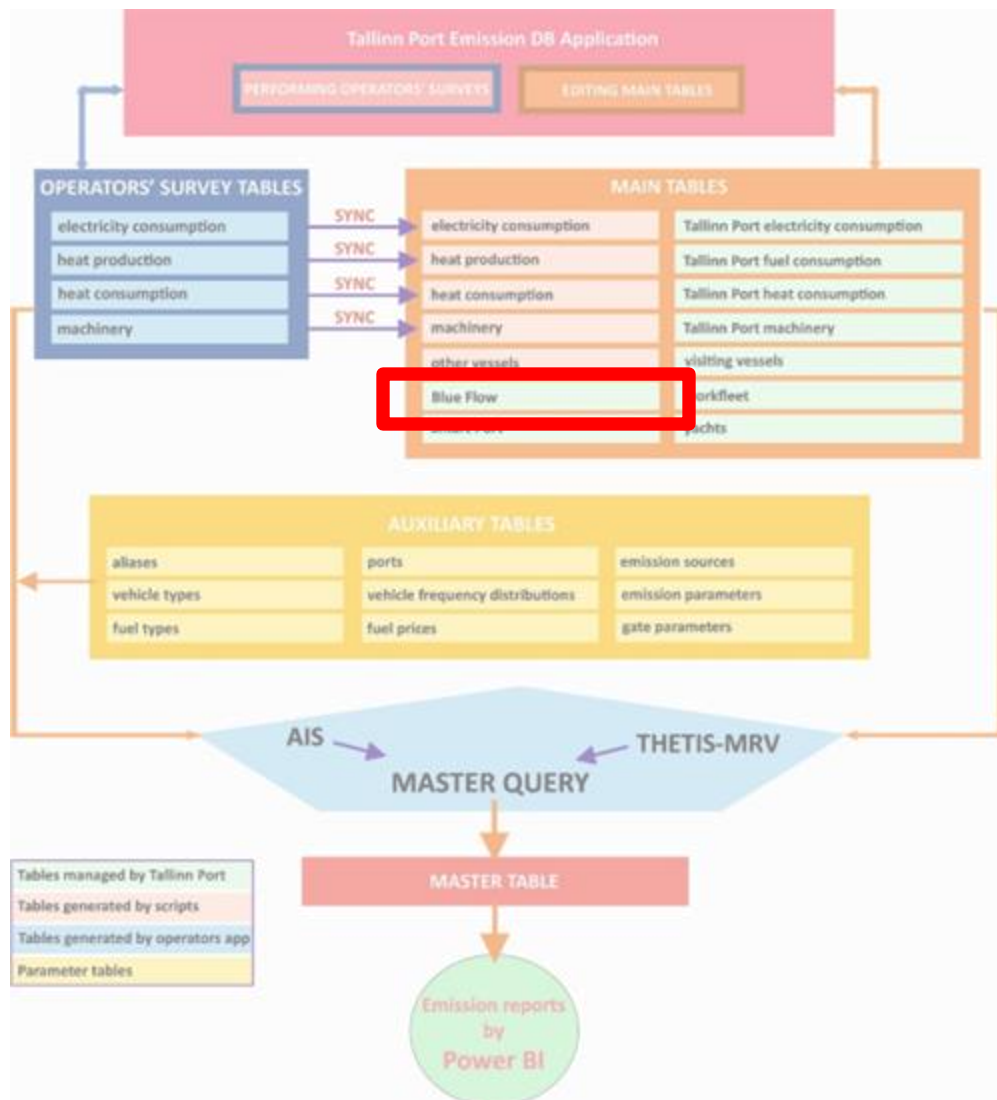 Tallinn Port Emission DB Application
PERFORMING OPERATORS' SURVEYS
EDITING MAIN TABLES
OPERATORS' SURVEY TABLES
electricity consumption
heat production
heat consumption
machinery
SYNC
SYNC
SYNC
SYNC
MAIN TABLES
electricity consumption
heat production
heat consumption
machinery
other vessels
Blue Flow
Tallinn Port electricity consumption
Tallinn Port fuel consumption
Tallinn Port heat consumption
Tallinn Port machinery
visiting vessels
yachts
AUXILIARY TABLES
aliases
vehicle types
fuel types
ports
vehicle frequency distributions
fuel prices
emission sources
emission parameters
gate parameters
AIS
THETIS-MRV
MASTER QUERY
MASTER TABLE
Emission reports
by
Power BI
Tables managed by Tallinn Port
Tables generated by scripts
Tables generated by operators app
Parameter tables